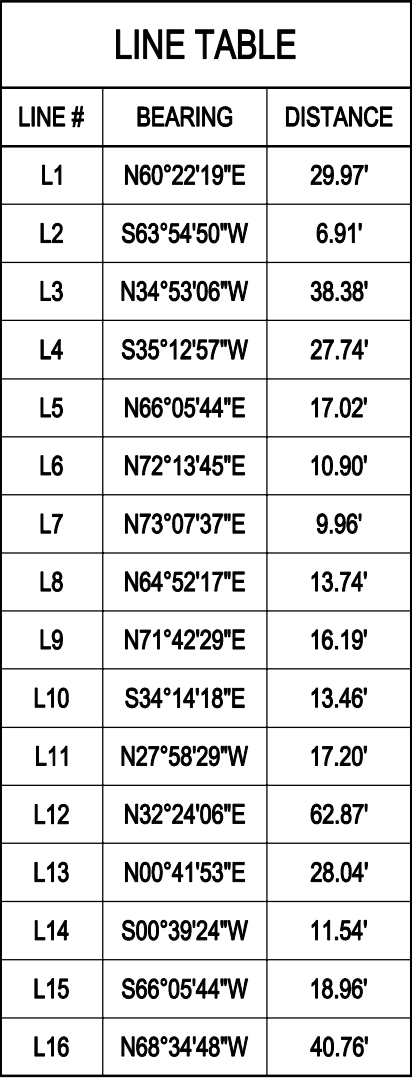 LINE TABLE
LINE # BEARING DISTANCE
L1 N60°22'19"E 29.97'
L2 S63°54'50"W 6.91'
L3 N34°53'06"W 38.38'
L4 S35°12'57"W 27.74'
L5 N66°05'44"E 17.02'
L6 N72°13'45"E 10.90'
L7 N73°07'37"E 9.96'
L8 N64°52'17"E 13.74'
L9 N71°42'29"E 16.19'
L10 S34°14'18"E 13.46'
L11 N27°58'29"W 17.20'
L12 N32°24'06"E 62.87'
L13 N00°41'53"E 28.04'
L14 S00°39'24"W 11.54'
L15 S66°05'44"W 18.96'
L16 N68°34'48"W 40.76'